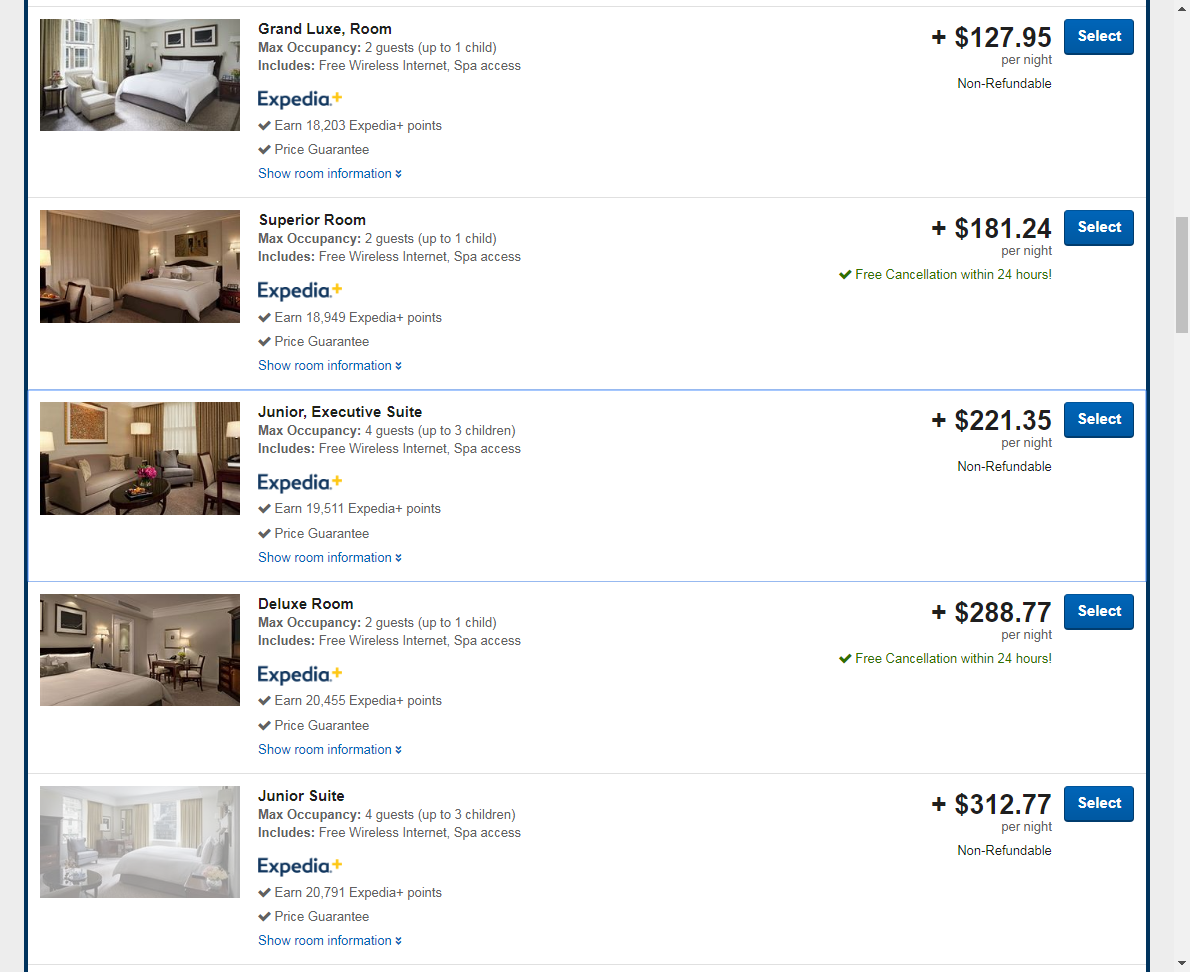 Grand Luxe, Room
Max Occupancy: 2 guests (up to 1 child)
Includes: Free Wireless Internet, Spa access
Expedia+
Earn 18,203 Expedia+ points
Price Guarantee
Show room information
+ $127.95
per night
Non-Refundable
Select
Superior Room
Max Occupancy: 2 guests (up to 1 child)
Includes: Free Wireless Internet, Spa access
Expedia+
Earn 18,949 Expedia+ points
Price Guarantee
Show room information
+ $181.24
per night
Free Cancellation within 24 hours!
Select
Junior, Executive Suite
Max Occupancy: 4 guests (up to 3 children)
Includes: Free Wireless Internet, Spa access
Expedia+
Earn 19,511 Expedia+ points
Price Guarantee
Show room information
+ $221.35
per night
Non-Refundable
Select
Deluxe Room
Max Occupancy: 2 guests (up to 1 child)
Includes: Free Wireless Internet, Spa access
Expedia+
Earn 20,455 Expedia+ points
Price Guarantee
Show room information
+ $288.77
per night
Free Cancellation within 24 hours!
Select
Junior Suite
Max Occupancy: 4 guests (up to 3 children)
Includes: Free Wireless Internet, Spa access
Expedia+
Earn 20,791 Expedia+ points
Price Guarantee
Show room information
+ $312.77
per night
Non-Refundable
Select